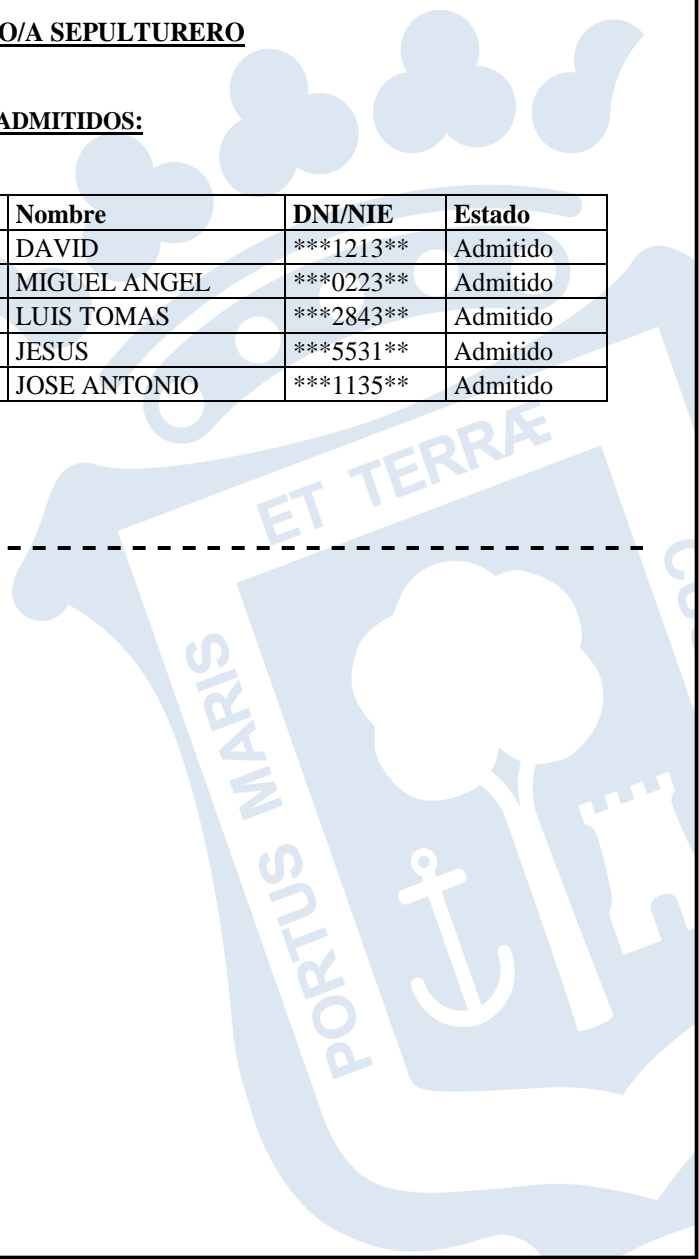 O/A SEPULTURERO
ADMITIDOS:
Nombre DNI/NIE Estado
DAVID ***1213** Admitido
MIGUEL ANGEL ***0223** Admitido
LUIS TOMAS ***2843** Admitido
JESUS ***5531** Admitido
JOSE ANTONIO ***1135** Admitido
ET TERRÆ
PORTUS MARIS